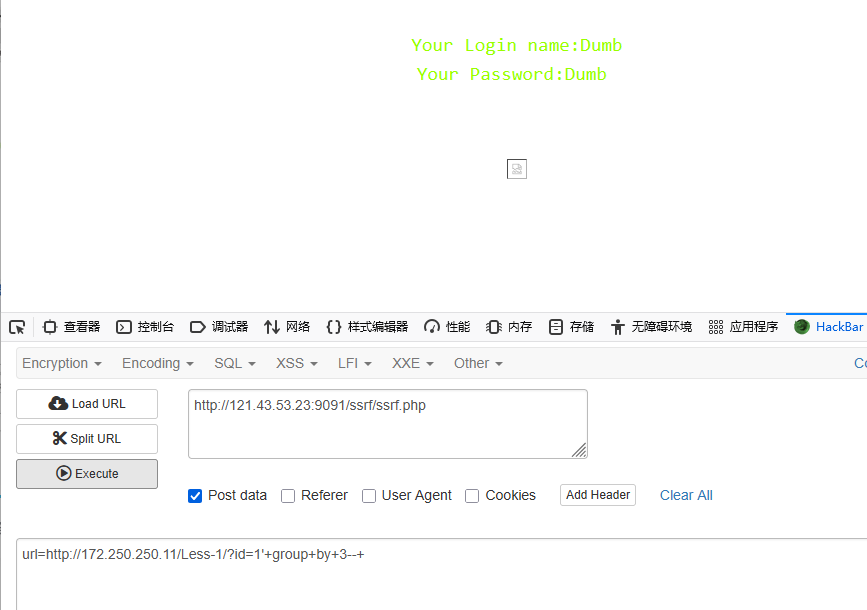 Your Login name:Dumb
Your Password:Dumb
查看器 控制台 调试器 网络 {} 样式编辑器 性能 内存 存储 无障碍环境 应用程序 HackBar
Encryption Encoding SQL XSS LFI XXE Other Co
Load URL
http://121.43.53.23:9091/ssrf/ssrf.php
Split URL
Execute
Post data Referer User Agent Cookies Add Header Clear All
url=http://172.250.250.11/Less-1/?id=1'+group+by+3--+